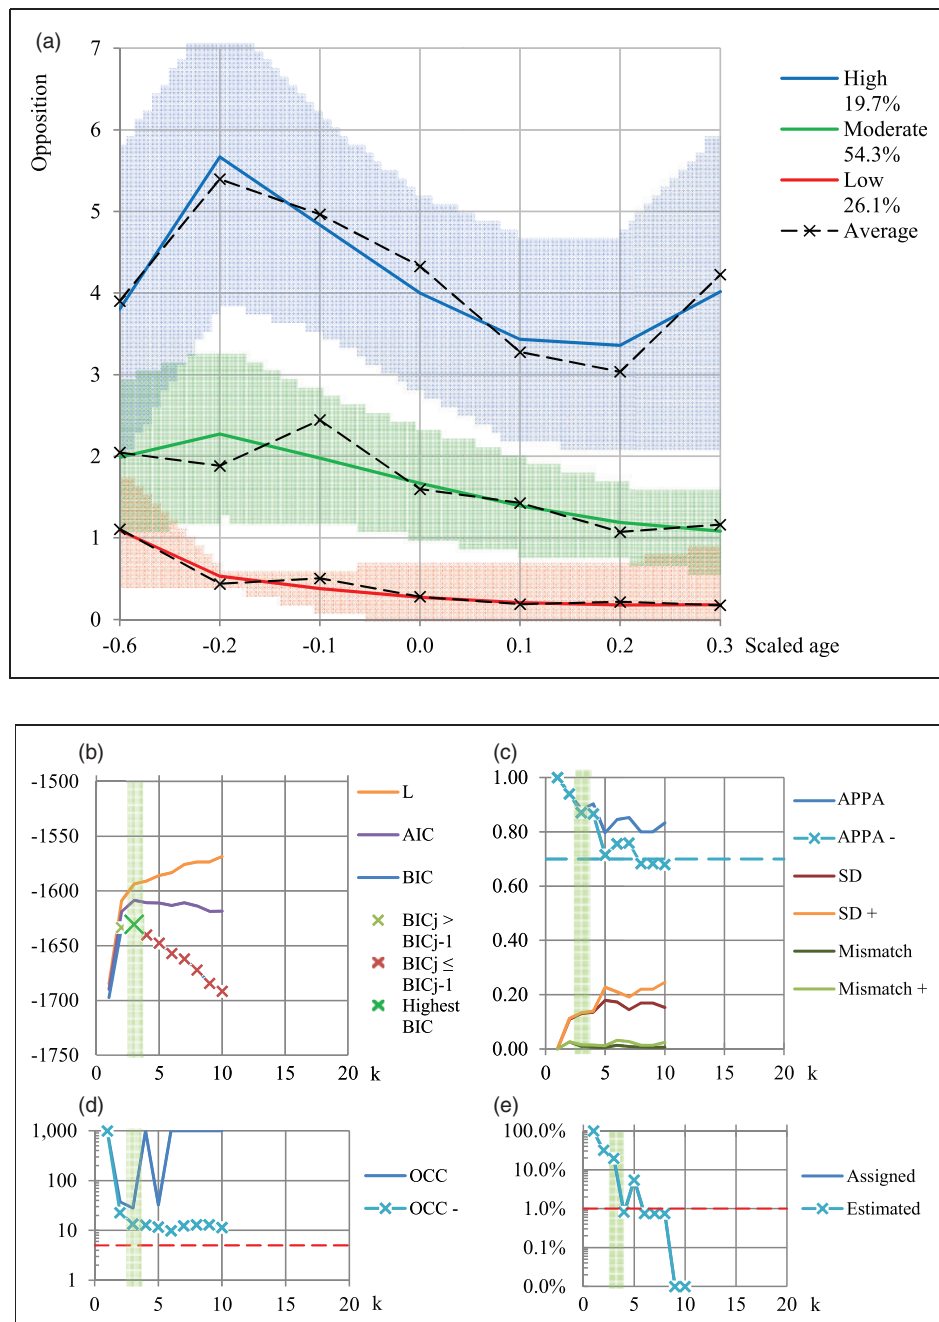 (a)
Opposition
7
6
5
4
3
2
1
0
-0.6 -0.2 -0.1 0.0 0.1 0.2 0.3 Scaled age
High
19.7%
Moderate
54.3%
Low
26.1%
Average
(b)
-1500
-1550
-1600
-1650
-1700
-1750
0 5 10 15 20 k
L
AIC
BIC
BICj >
BICj-1
BICj ≤
BICj-1
Highest
BIC
(c)
1.00
0.80
0.60
0.40
0.20
0.00
0 5 10 15 20 k
APPA
APPA -
SD
SD +
Mismatch
Mismatch +
(d)
1,000
100
10
1
0 5 10 15 20 k
OCC
OCC -
(e)
100.0%
10.0%
1.0%
0.1%
0.0%
0 5 10 15 20 k
Assigned
Estimated